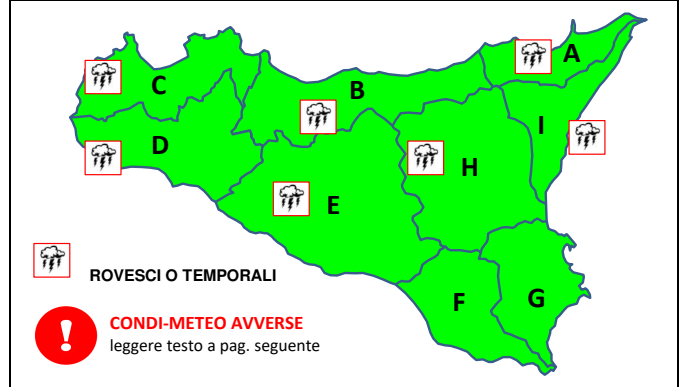 A
C
B
I
D
H
E
ROVESCI O TEMPORALI
F
G
CONDI-METEO AVVERSE
leggere testo a pag. seguente
!